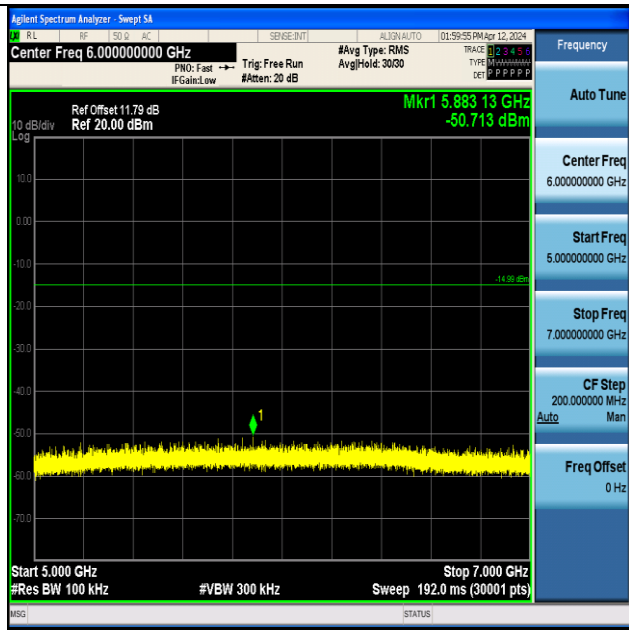 Agilent Spectrum Analyzer - Swept SA
RL RF 50 Ω AC SENSE:INT ALIGN AUTO 01:59:55 PM Apr 12, 2024
Center Freq 6.000000000 GHz
PNO: Fast
IFGain:Low
Trig: Free Run
#Atten: 20 dB
#Avg Type: RMS
Avg|Hold: 30/30
TRACE 1 2 3 4 5 6
TYPE M
DET P P P P P P
Mkr1 5.883 13 GHz
-50.713 dBm
10 dB/div
Log
Ref Offset 11.79 dB
Ref 20.00 dBm
10.0
0.00
-10.0
-14.99 dBm
-20.0
-30.0
-40.0
1
-50.0
-60.0
-70.0
Start 5.000 GHz
Stop 7.000 GHz
#Res BW 100 kHz
#VBW 300 kHz
Sweep 192.0 ms (30001 pts)
MSG
STATUS
Frequency
Auto Tune
Center Freq
6.000000000 GHz
Start Freq
5.000000000 GHz
Stop Freq
7.000000000 GHz
CF Step
200.000000 MHz
Auto Man
Freq Offset
0 Hz